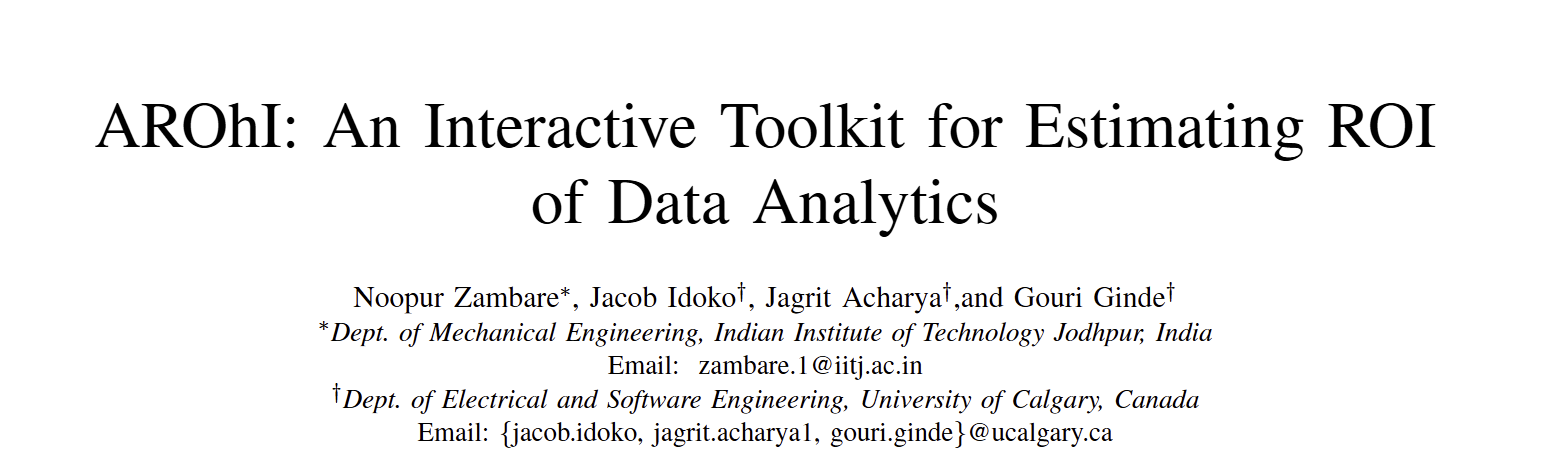 AROhI: An Interactive Toolkit for Estimating ROI
of Data Analytics
Noopur Zambare*, Jacob Idoko†, Jagrit Acharya†,and Gouri Ginde†
*Dept. of Mechanical Engineering, Indian Institute of Technology Jodhpur, India
Email: zambare.1@iitj.ac.in
†Dept. of Electrical and Software Engineering, University of Calgary, Canada
Email: {jacob.idoko, jagrit.acharya1, gouri.ginde}@ucalgary.ca